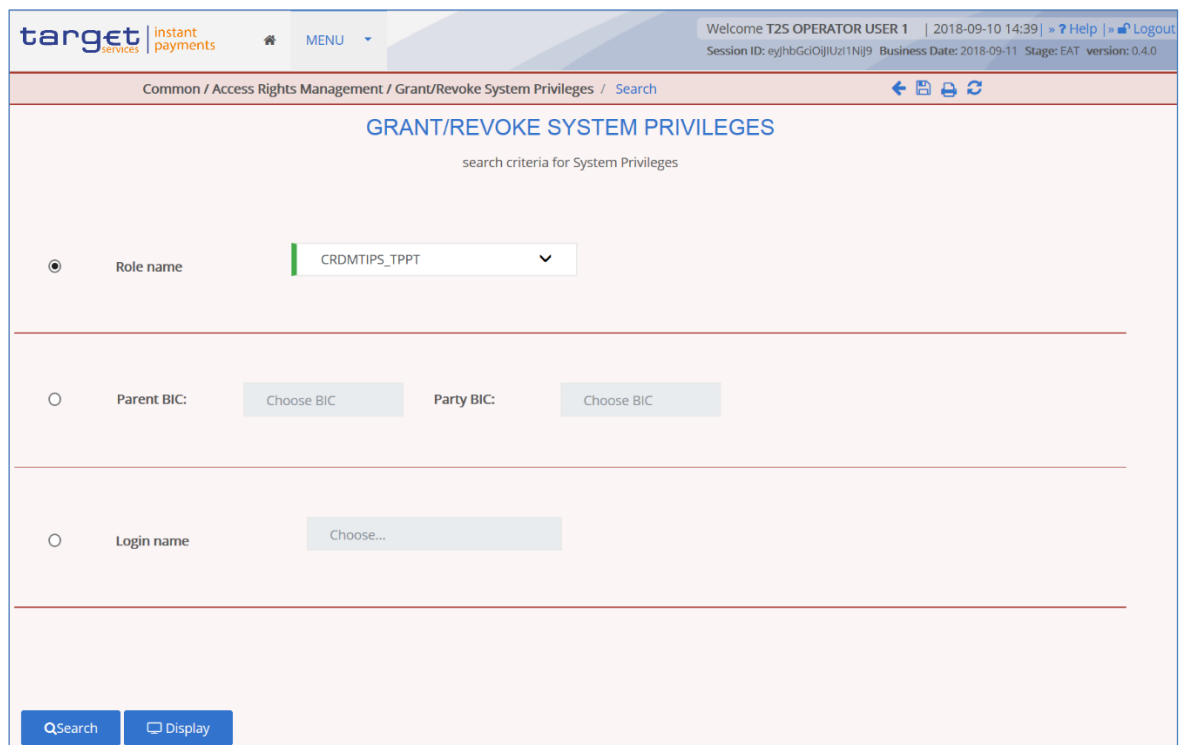 target services | instant payments
MENU
Welcome T2S OPERATOR USER 1 | 2018-09-10 14:39| » ? Help |» Logout
Session ID: eyJhbGciOiJIUzI1NiJ9 Business Date: 2018-09-11 Stage: EAT version: 0.4.0
Common / Access Rights Management / Grant/Revoke System Privileges / Search
GRANT/REVOKE SYSTEM PRIVILEGES
search criteria for System Privileges
Role name CRDMTIPS_TPPT
Parent BIC: Choose BIC Party BIC: Choose BIC
Login name Choose...
Search Display